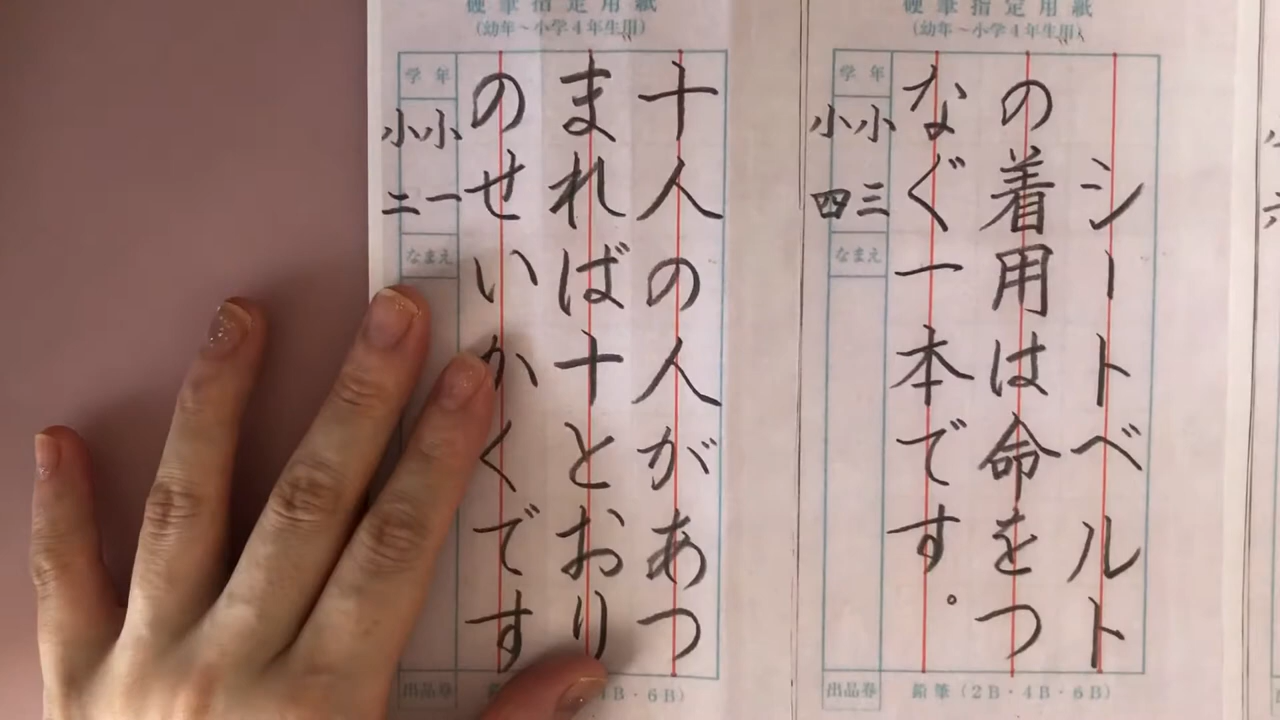 硬筆指定用紙
(幼年~小学4年生用)
十人の人があつ
まれば十とおり
のせいかくです
学年
小一
小二
なまえ
出品券
4B・6B)
硬筆指定用紙
(幼年~小学4年生用)
シートベルト
の着用は命をつ
なぐ一本です。
学年
小三
小四
なまえ
出品券
鉛筆(2B・4B・6B)